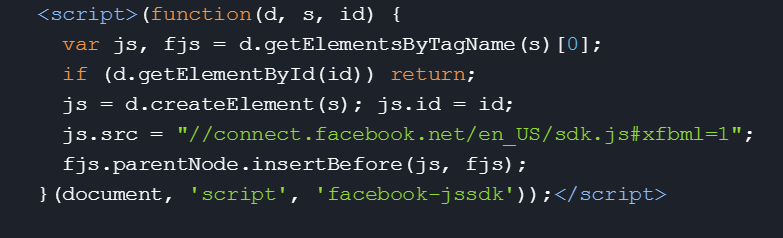 <script>(function(d, s, id) {
var js, fjs = d.getElementsByTagName(s)[0];
if (d.getElementById(id)) return;
js = d.createElement(s); js.id = id;
js.src = "//connect.facebook.net/en_US/sdk.js#xfbml=1";
fjs.parentNode.insertBefore(js, fjs);
}(document, 'script', 'facebook-jssdk'));</script>